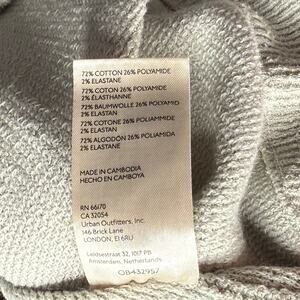 72% COTTON 26% POLYAMIDE
2% ELASTANE
72% COTON 26% POLYAMIDE
2% ÉLASTHANNE
72% BAUMWOLLE 26% POLYAMID
2% ELASTAN
72% COTONE 26% POLIAMMIDE
2% ELASTAN
72% ALGODÓN 26% POLIAMIDA
2% ELASTANE
MADE IN CAMBODIA
HECHO EN CAMBOYA
RN 66170
CA 32054
Urban Outfitters, Inc.
146 Brick Lane
LONDON, E1 6RU
Leidsestraat 32, 1017 PB
Amsterdam, Netherlands
OB432957